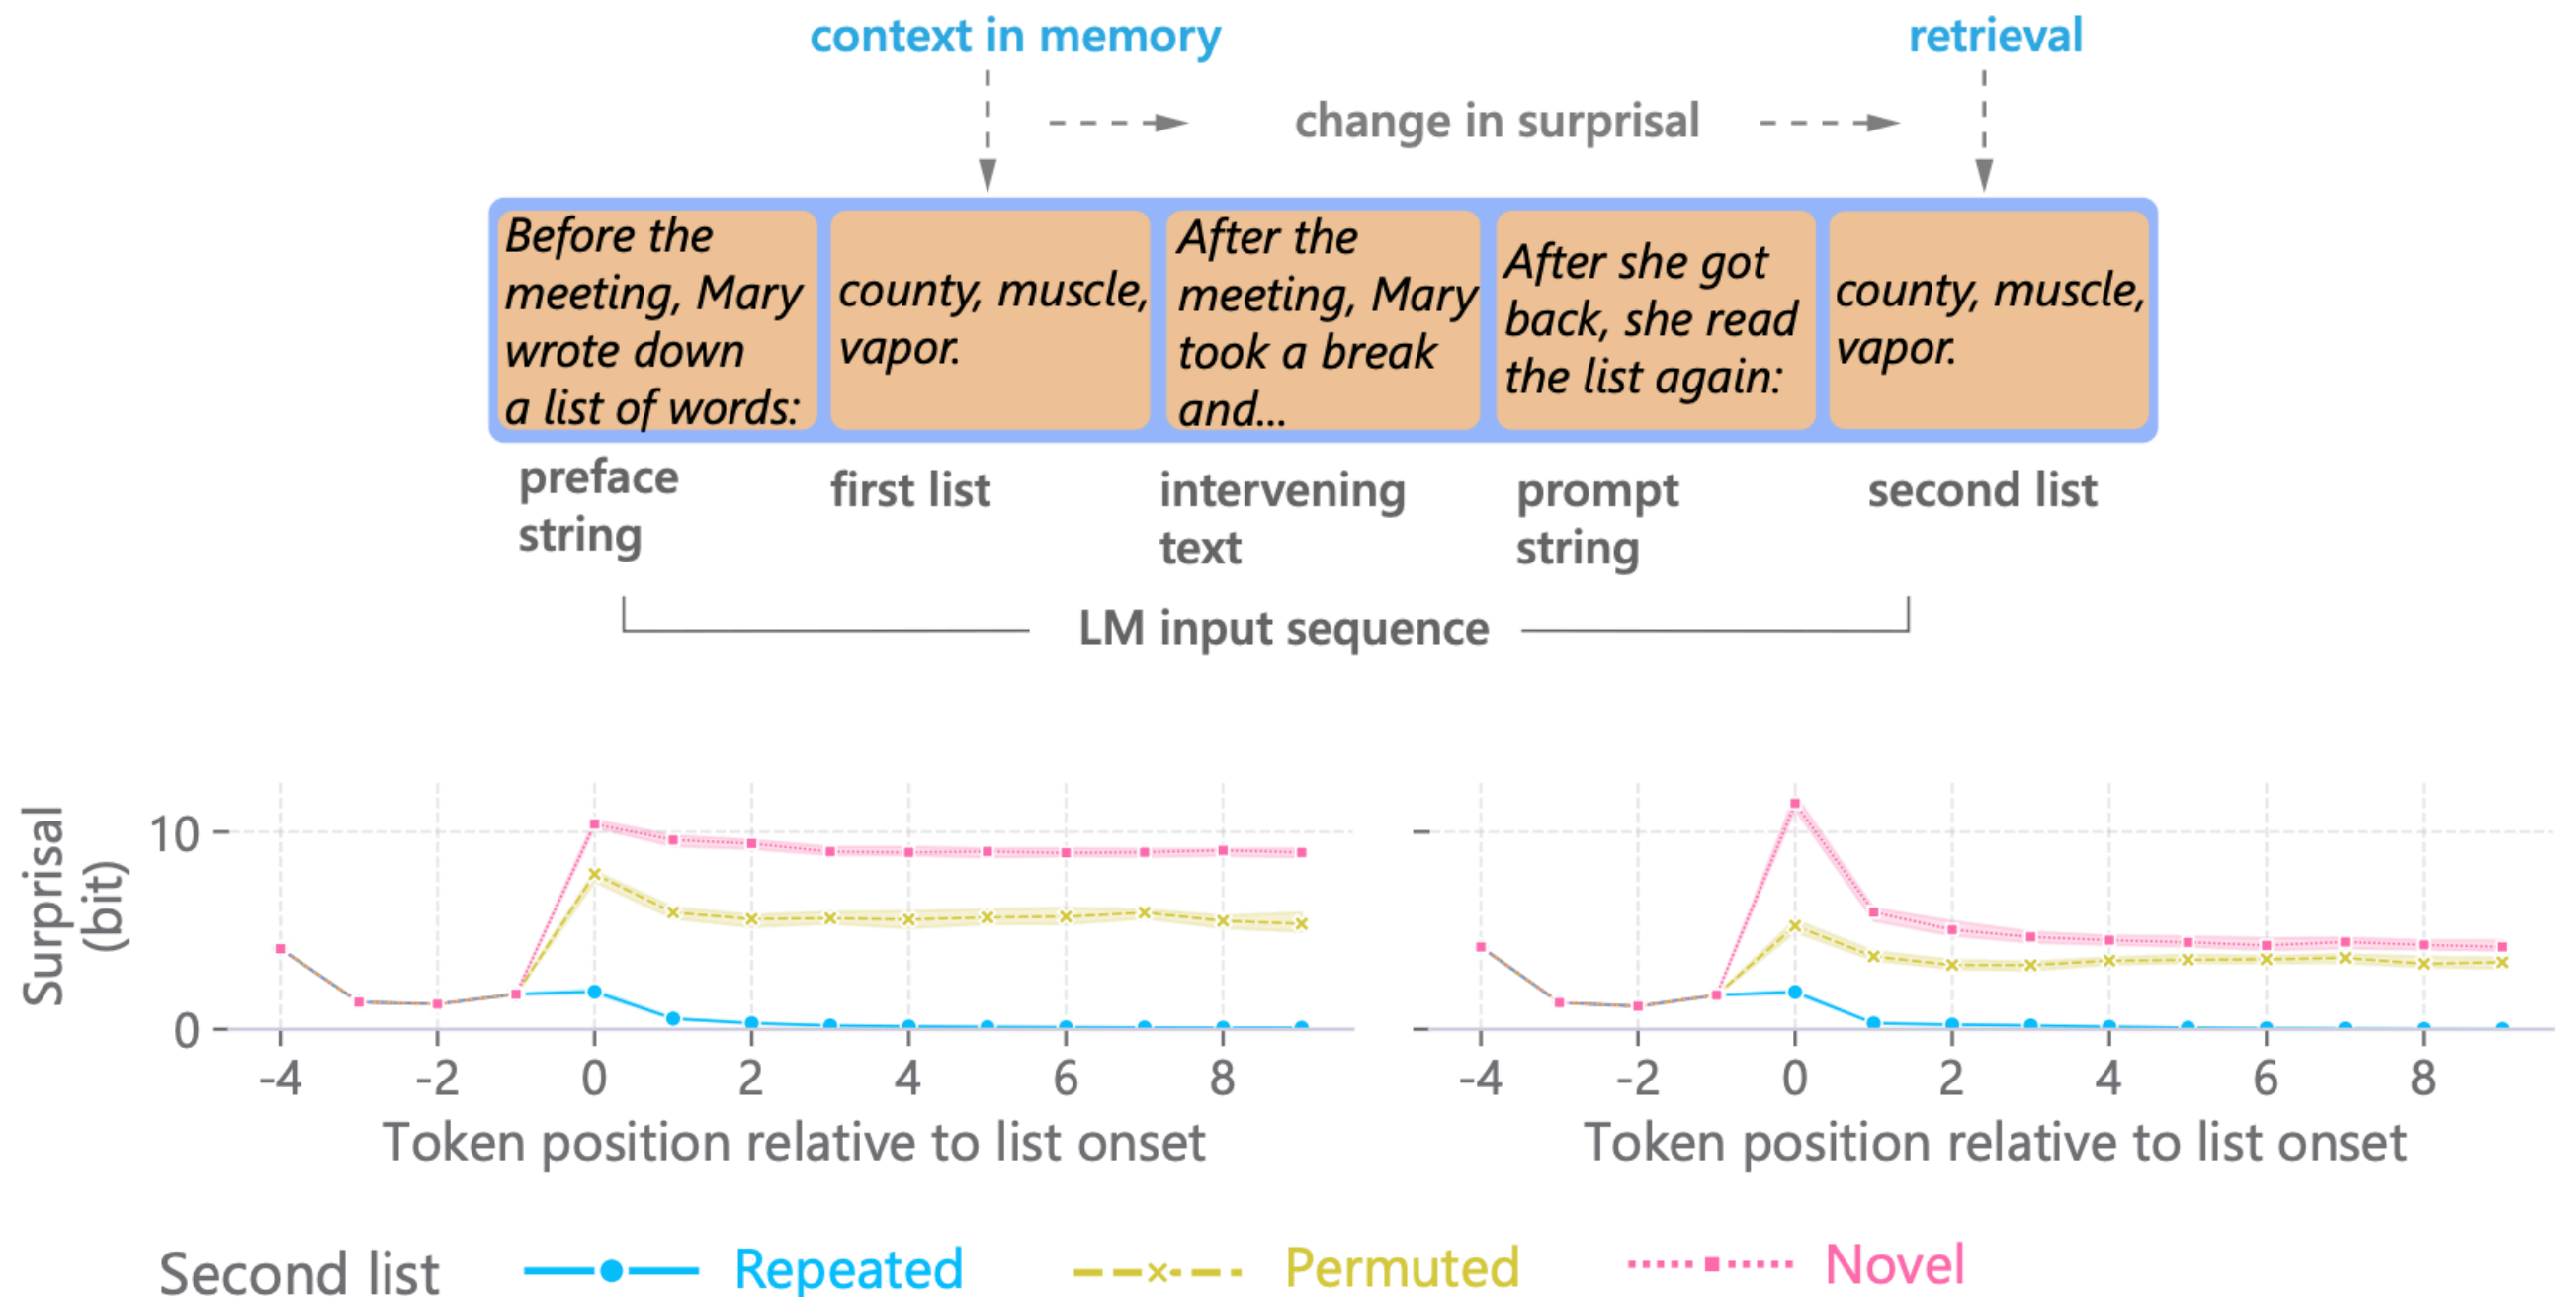 context in memory
retrieval
change in surprisal
Before the
meeting, Mary
wrote down
a list of words:
county, muscle,
vapor.
After the
meeting, Mary
took a break
and...
After she got
back, she read
the list again:
county, muscle,
vapor.
preface
string
first list
intervening
text
prompt
string
second list
LM input sequence
Surprisal
(bit)
10
0
-4 -2 0 2 4 6 8
Token position relative to list onset
-4 -2 0 2 4 6 8
Token position relative to list onset
Second list Repeated Permuted Novel